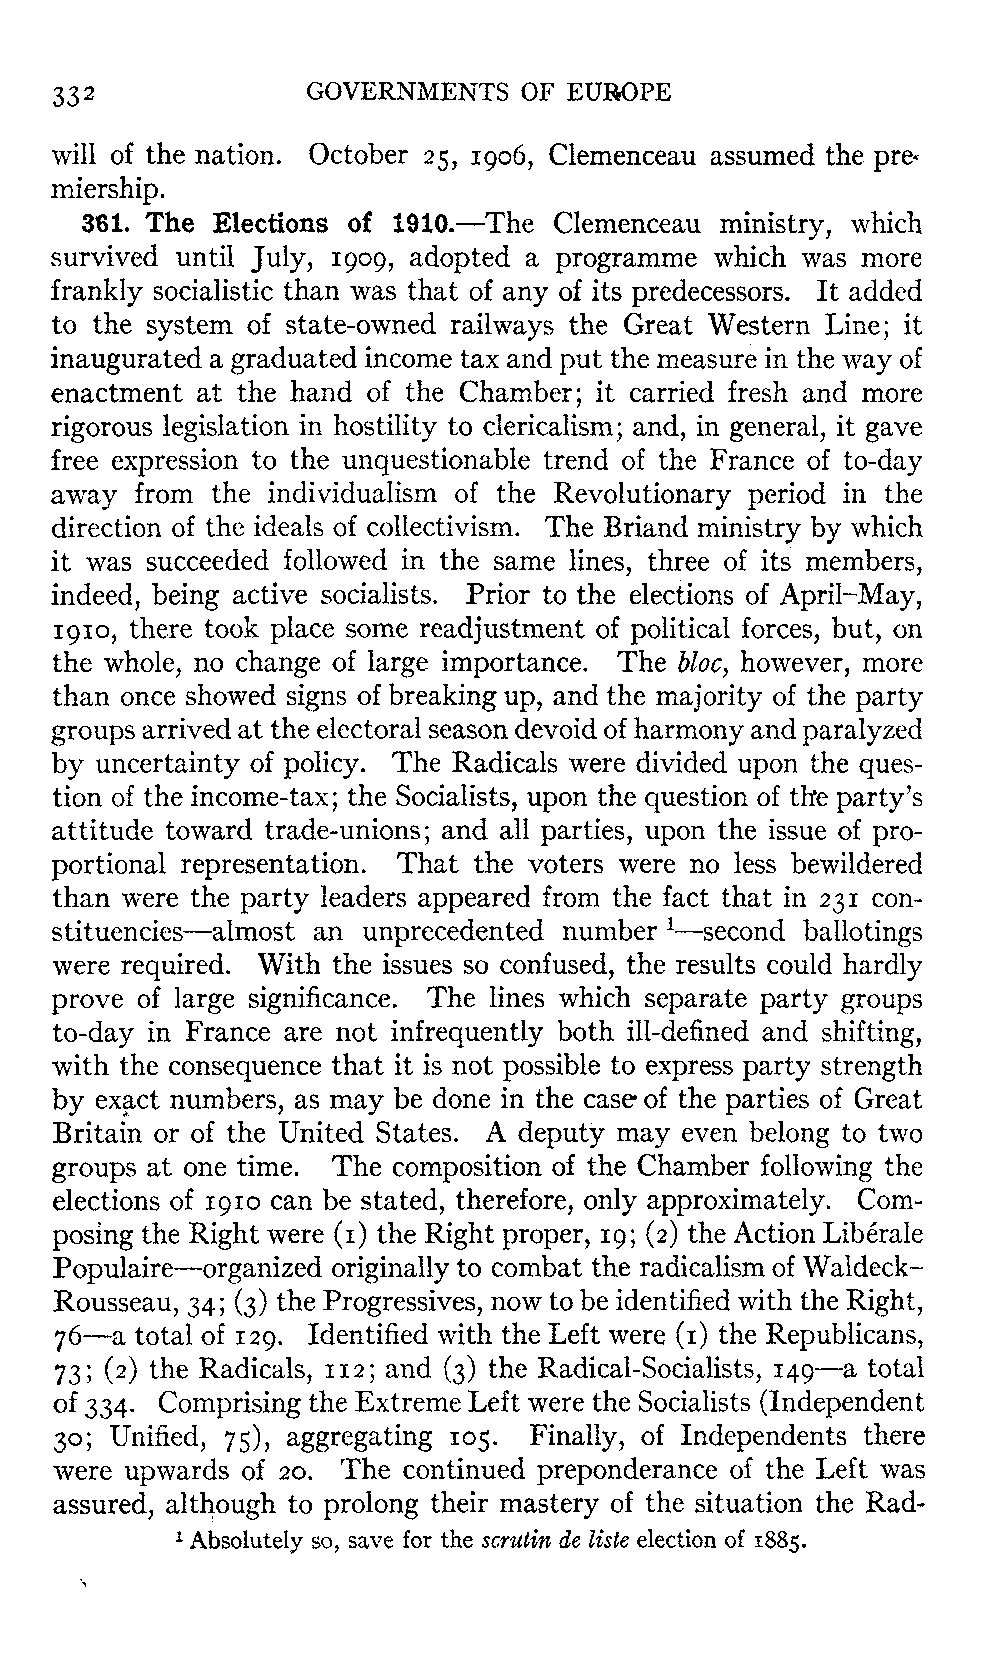 332 GOVERNMENTS OF EUROPE
will of the nation. October 25, 1906, Clemenceau assumed the pre-
miership.
361. The Elections of 1910.—The Clemenceau ministry, which
survived until July, 1909, adopted a programme which was more
frankly socialistic than was that of any of its predecessors. It added
to the system of state-owned railways the Great Western Line; it
inaugurated a graduated income tax and put the measure in the way of
enactment at the hand of the Chamber; it carried fresh and more
rigorous legislation in hostility to clericalism; and, in general, it gave
free expression to the unquestionable trend of the France of to-day
away from the individualism of the Revolutionary period in the
direction of the ideals of collectivism. The Briand ministry by which
it was succeeded followed in the same lines, three of its members,
indeed, being active socialists. Prior to the elections of April–May,
1910, there took place some readjustment of political forces, but, on
the whole, no change of large importance. The bloc, however, more
than once showed signs of breaking up, and the majority of the party
groups arrived at the electoral season devoid of harmony and paralyzed
by uncertainty of policy. The Radicals were divided upon the ques-
tion of the income-tax; the Socialists, upon the question of the party's
attitude toward trade-unions; and all parties, upon the issue of pro-
portional representation. That the voters were no less bewildered
than were the party leaders appeared from the fact that in 231 con-
stituencies—almost an unprecedented number ¹—second ballotings
were required. With the issues so confused, the results could hardly
prove of large significance. The lines which separate party groups
to-day in France are not infrequently both ill-defined and shifting,
with the consequence that it is not possible to express party strength
by exact numbers, as may be done in the case of the parties of Great
Britain or of the United States. A deputy may even belong to two
groups at one time. The composition of the Chamber following the
elections of 1910 can be stated, therefore, only approximately. Com-
posing the Right were (1) the Right proper, 19; (2) the Action Libérale
Populaire—organized originally to combat the radicalism of Waldeck-
Rousseau, 34; (3) the Progressives, now to be identified with the Right,
76—a total of 129. Identified with the Left were (1) the Republicans,
73; (2) the Radicals, 112; and (3) the Radical-Socialists, 149—a total
of 334. Comprising the Extreme Left were the Socialists (Independent
30; Unified, 75), aggregating 105. Finally, of Independents there
were upwards of 20. The continued preponderance of the Left was
assured, although to prolong their mastery of the situation the Rad-
¹ Absolutely so, save for the scrutin de liste election of 1885.